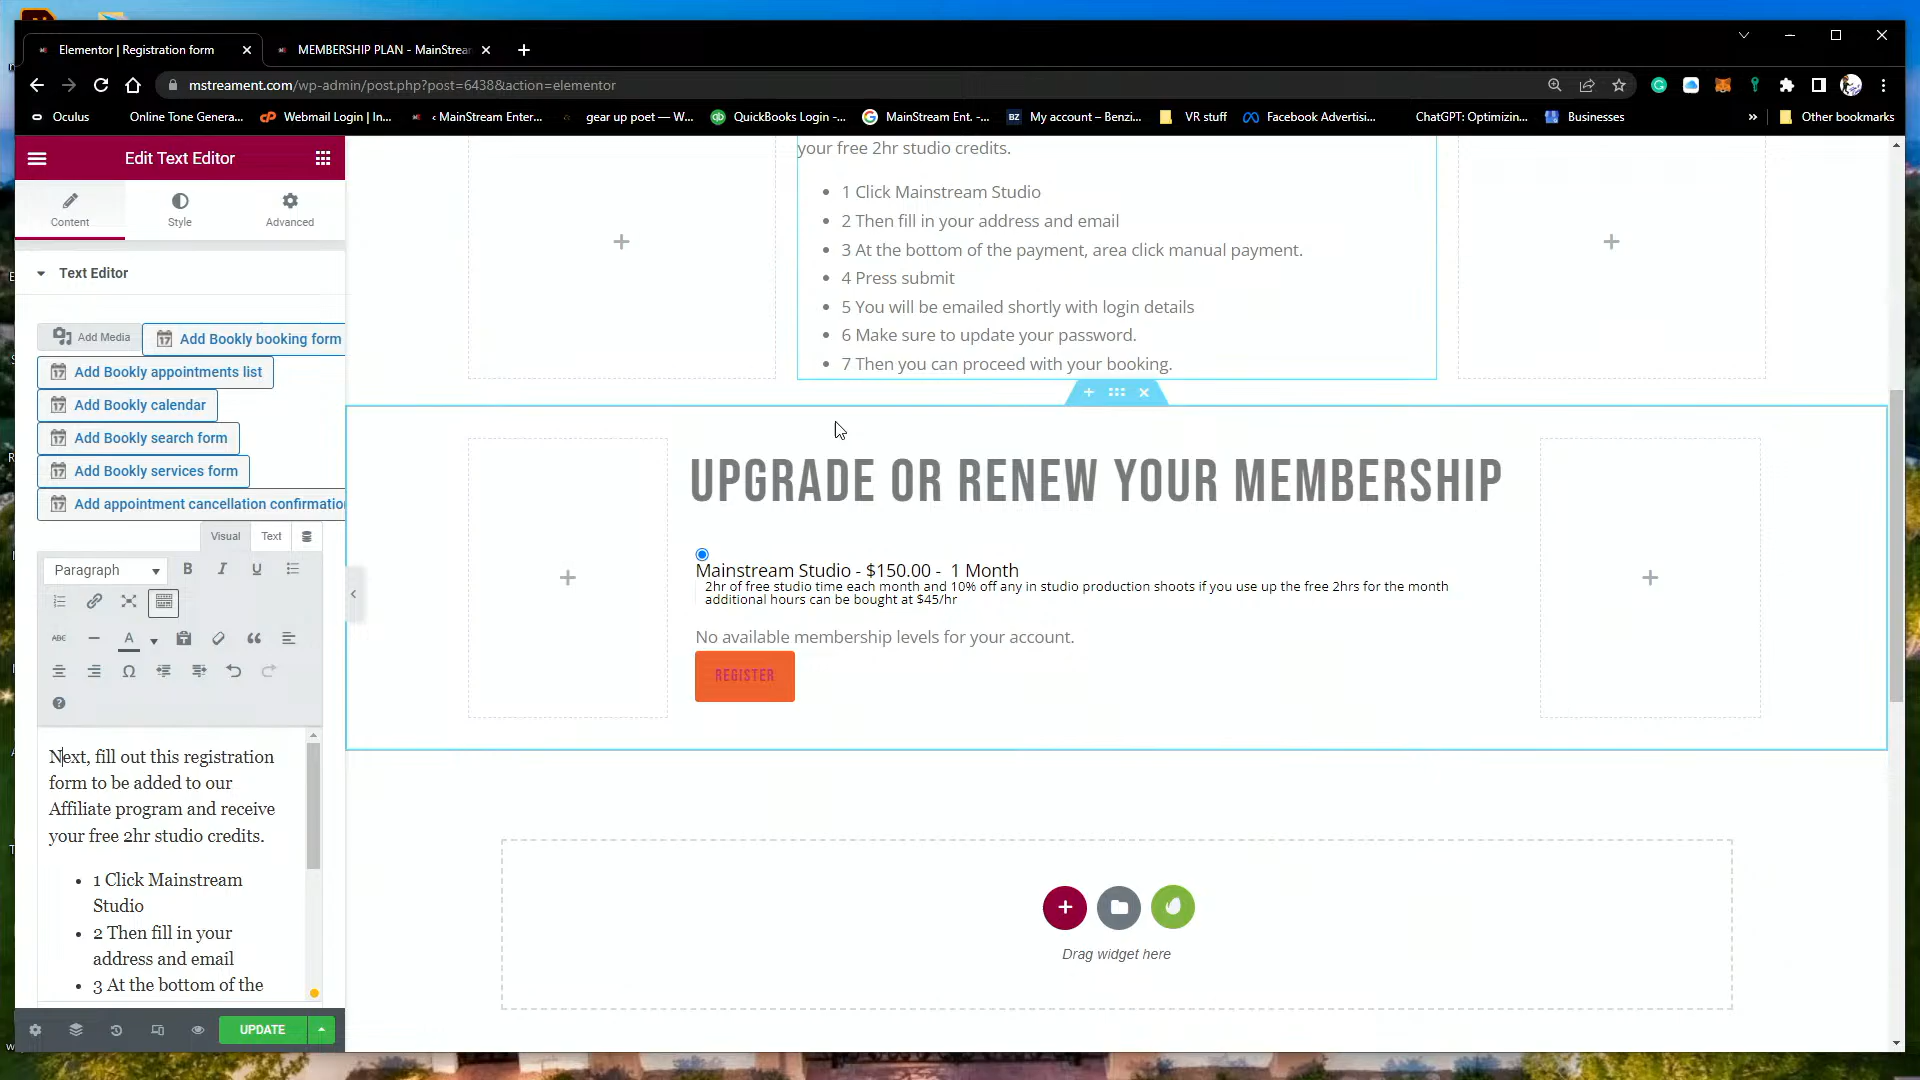 Elementor | Registration form
MEMBERSHIP PLAN - MainStrear
mstreament.com/wp-admin/post.php?post=6438&action=elementor
Oculus
Online Tone Genera...
Webmail Login | In...
‹ MainStream Enter...
gear up poet — W...
QuickBooks Login -...
MainStream Ent. -...
My account – Benzi...
VR stuff
Facebook Advertisi...
ChatGPT: Optimizin...
Businesses
»
Other bookmarks
Edit Text Editor
Content
Style
Advanced
Text Editor
Add Media
Add Bookly booking form
Add Bookly appointments list
Add Bookly calendar
Add Bookly search form
Add Bookly services form
Add appointment cancellation confirmatio
Visual
Text
Paragraph
Next, fill out this registration
form to be added to our
Affiliate program and receive
your free 2hr studio credits.
• 1 Click Mainstream
Studio
• 2 Then fill in your
address and email
• 3 At the bottom of the
UPDATE
your free 2hr studio credits.
• 1 Click Mainstream Studio
• 2 Then fill in your address and email
• 3 At the bottom of the payment, area click manual payment.
• 4 Press submit
• 5 You will be emailed shortly with login details
• 6 Make sure to update your password.
• 7 Then you can proceed with your booking.
UPGRADE OR RENEW YOUR MEMBERSHIP
Mainstream Studio - $150.00 - 1 Month
2hr of free studio time each month and 10% off any in studio production shoots if you use up the free 2hrs for the month
additional hours can be bought at $45/hr
No available membership levels for your account.
REGISTER
Drag widget here